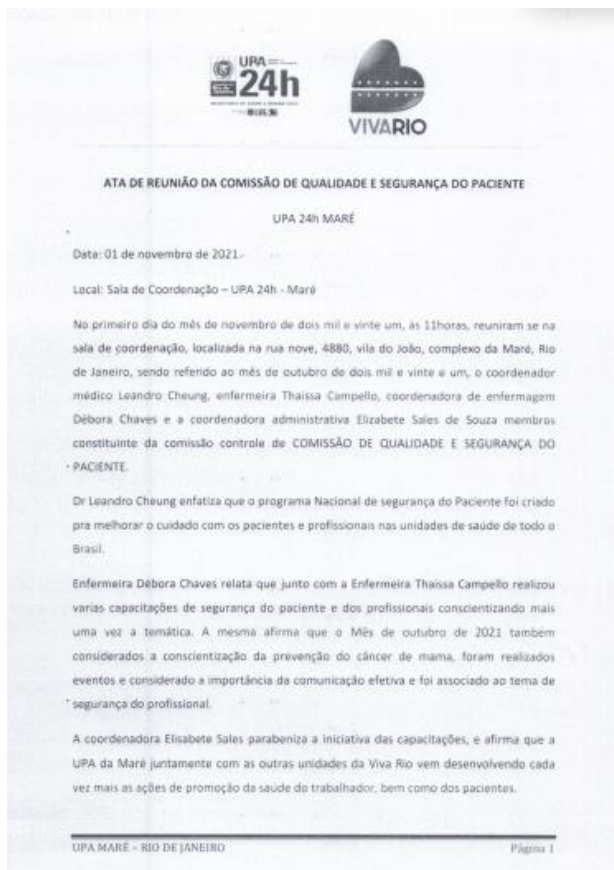 UPA
24h
VIVARIO
ATA DE REUNIÃO DA COMISSÃO DE QUALIDADE E SEGURANÇA DO PACIENTE
UPA 24h MARÉ
Data: 01 de novembro de 2021.
Local: Sala de Coordenação – UPA 24h - Maré
No primeiro dia do mês de novembro de dois mil e vinte um, às 11horas, reuniram se na
sala de coordenação, localizada na rua nove, 4880, vila do João, complexo da Maré, Rio
de Janeiro, sendo referido ao mês de outubro de dois mil e vinte e um, o coordenador
médico Leandro Cheung, enfermeira Thaissa Campello, coordenadora de enfermagem
Débora Chaves e a coordenadora administrativa Elizabete Sales de Souza membros
constituinte da comissão controle de COMISSÃO DE QUALIDADE E SEGURANÇA DO
PACIENTE.
Dr Leandro Cheung enfatiza que o programa Nacional de segurança do Paciente foi criado
pra melhorar o cuidado com os pacientes e profissionais nas unidades de saúde de todo o
Brasil.
Enfermeira Débora Chaves relata que junto com a Enfermeira Thaissa Campello realizou
varias capacitações de segurança do paciente e dos profissionais conscientizando mais
uma vez a temática. A mesma afirma que o Mês de outubro de 2021 também
considerados a conscientização da prevenção do câncer de mama, foram realizados
eventos e considerado a importância da comunicação efetiva e foi associado ao tema de
segurança do profissional.
A coordenadora Elisabete Sales parabeniza a iniciativa das capacitações, e afirma que a
UPA da Maré juntamente com as outras unidades da Viva Rio vem desenvolvendo cada
vez mais as ações de promoção da saúde do trabalhador, bem como dos pacientes.
UPA MARÉ – RIO DE JANEIRO Página 1